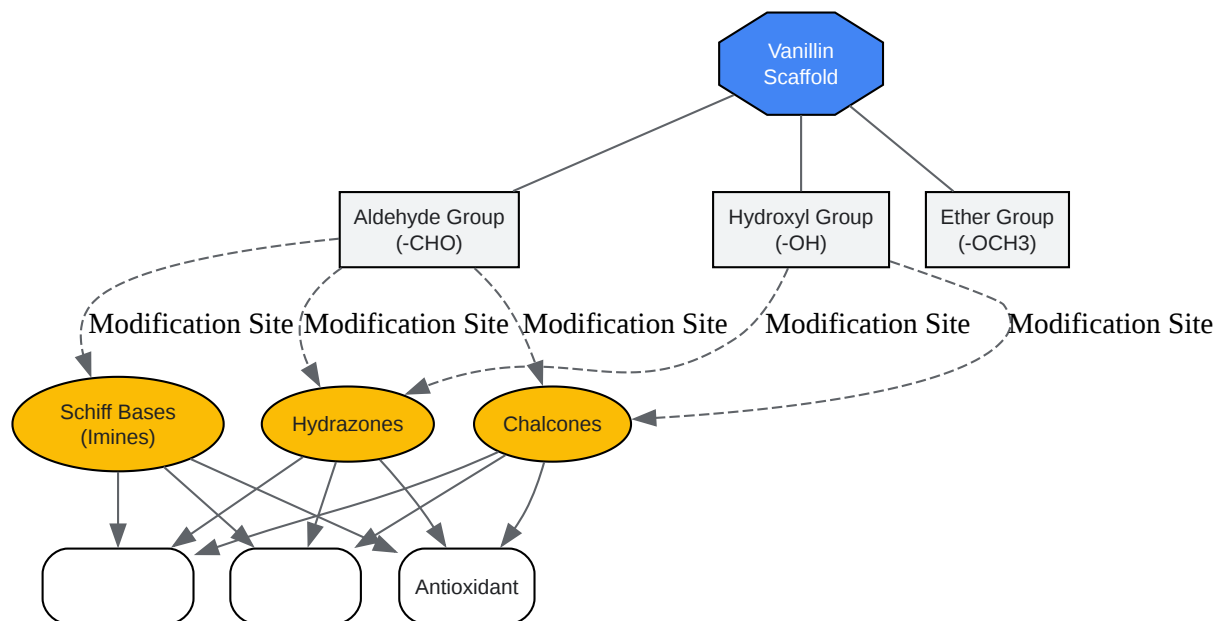 Vanillin
Scaffold
Aldehyde Group
(-CHO)
Hydroxyl Group
(-OH)
Ether Group
(-OCH3)
Modification Site
Modification Site
Modification Site
Modification Site
Modification Site
Schiff Bases
(Imines)
Hydrazones
Chalcones
Antioxidant